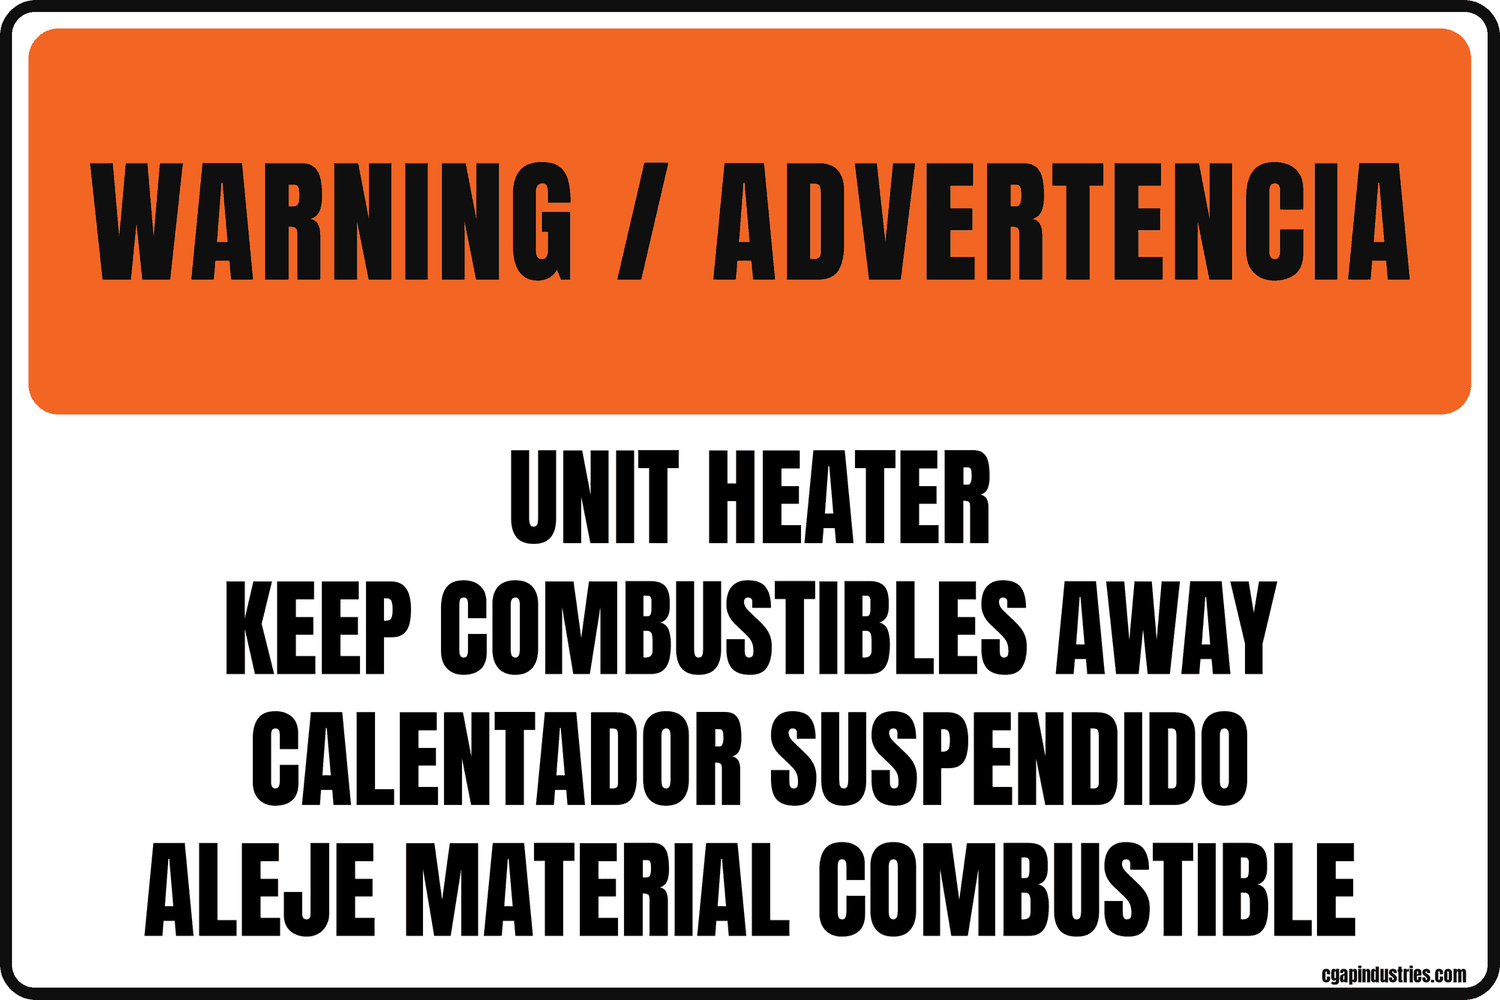 WARNING / ADVERTENCIA
UNIT HEATER
KEEP COMBUSTIBLES AWAY
CALENTADOR SUSPENDIDO
ALEJE MATERIAL COMBUSTIBLE
cgapindustries.com